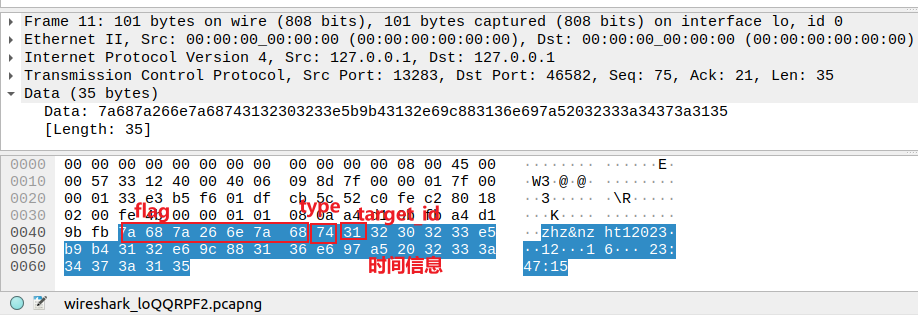 Frame 11: 101 bytes on wire (808 bits), 101 bytes captured (808 bits) on interface lo, id 0
Ethernet II, Src: 00:00:00_00:00:00 (00:00:00:00:00:00), Dst: 00:00:00_00:00:00 (00:00:00:00:00:00)
Internet Protocol Version 4, Src: 127.0.0.1, Dst: 127.0.0.1
Transmission Control Protocol, Src Port: 13283, Dst Port: 46582, Seq: 75, Ack: 21, Len: 35
Data (35 bytes)
Data: 7a687a266e7a68743132303233e5b9b43132e69c883136e697a52032333a34373a3135
[Length: 35]
0000 00 00 00 00 00 00 00 00 00 00 00 00 08 00 45 00 ········ ······E·
0010 00 57 33 12 40 00 40 06 09 8d 7f 00 00 01 7f 00 ·W3·@·@· ········
0020 00 01 33 e3 b5 f6 01 df cb 5c 52 c0 fe c2 80 18 ··3····· ·\R·····
0030 02 00 fe 4b 00 00 01 01 08 0a a4 d1 fb a4 d1 ···K···· ········
flag type target_id
0040 9b fb 7a 68 7a 26 6e 7a 68 74 31 32 30 32 33 e5 ··zhz&nz ht12023·
0050 b9 b4 31 32 e6 9c 88 31 36 e6 97 a5 20 32 33 3a ··12···1 6··· 23:
0060 34 37 3a 31 35 47:15
时间信息
wireshark_loQQRPF2.pcapng